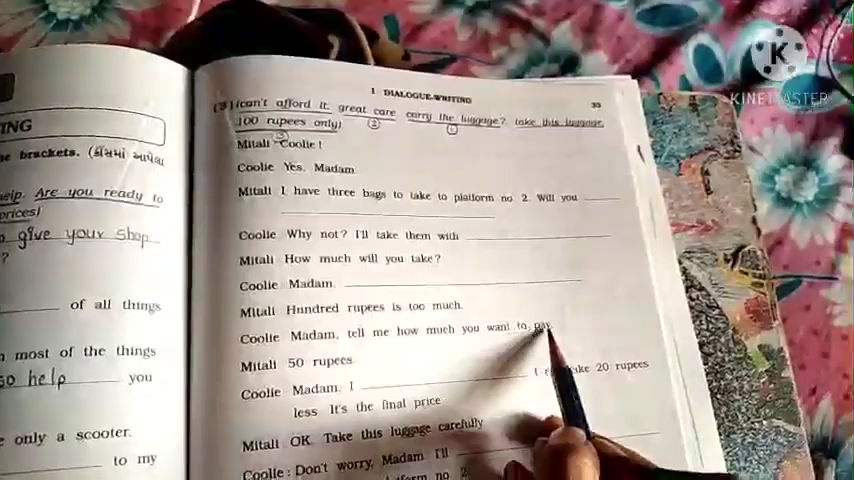 ING
he brackets. (કૌંસમાં આપેલા
help. Are you ready to
prices)
give your shop
?
of all things
n most of the things
so help you
e only a scooter.
to my
1 DIALOGUE-WRITING 33
(3) (can't afford it, great care carry the luggage?, take this luggage,
100 rupees only)
Mitali Coolie !
Coolie Yes, Madam
Mitali I have three bags to take to platform no 2. Will you
Coolie Why not? I'll take them with
Mitali How much will you take?
Coolie Madam,
Mitali Hundred rupees is too much.
Coolie Madam, tell me how much you want to pay
Mitali 50 rupees
Coolie Madam, I take 20 rupees
less It's the final price
Mitali OK. Take this luggage carefully
Coolie : Don't worry, Madam I'll
no 2
K
KINEMASTER